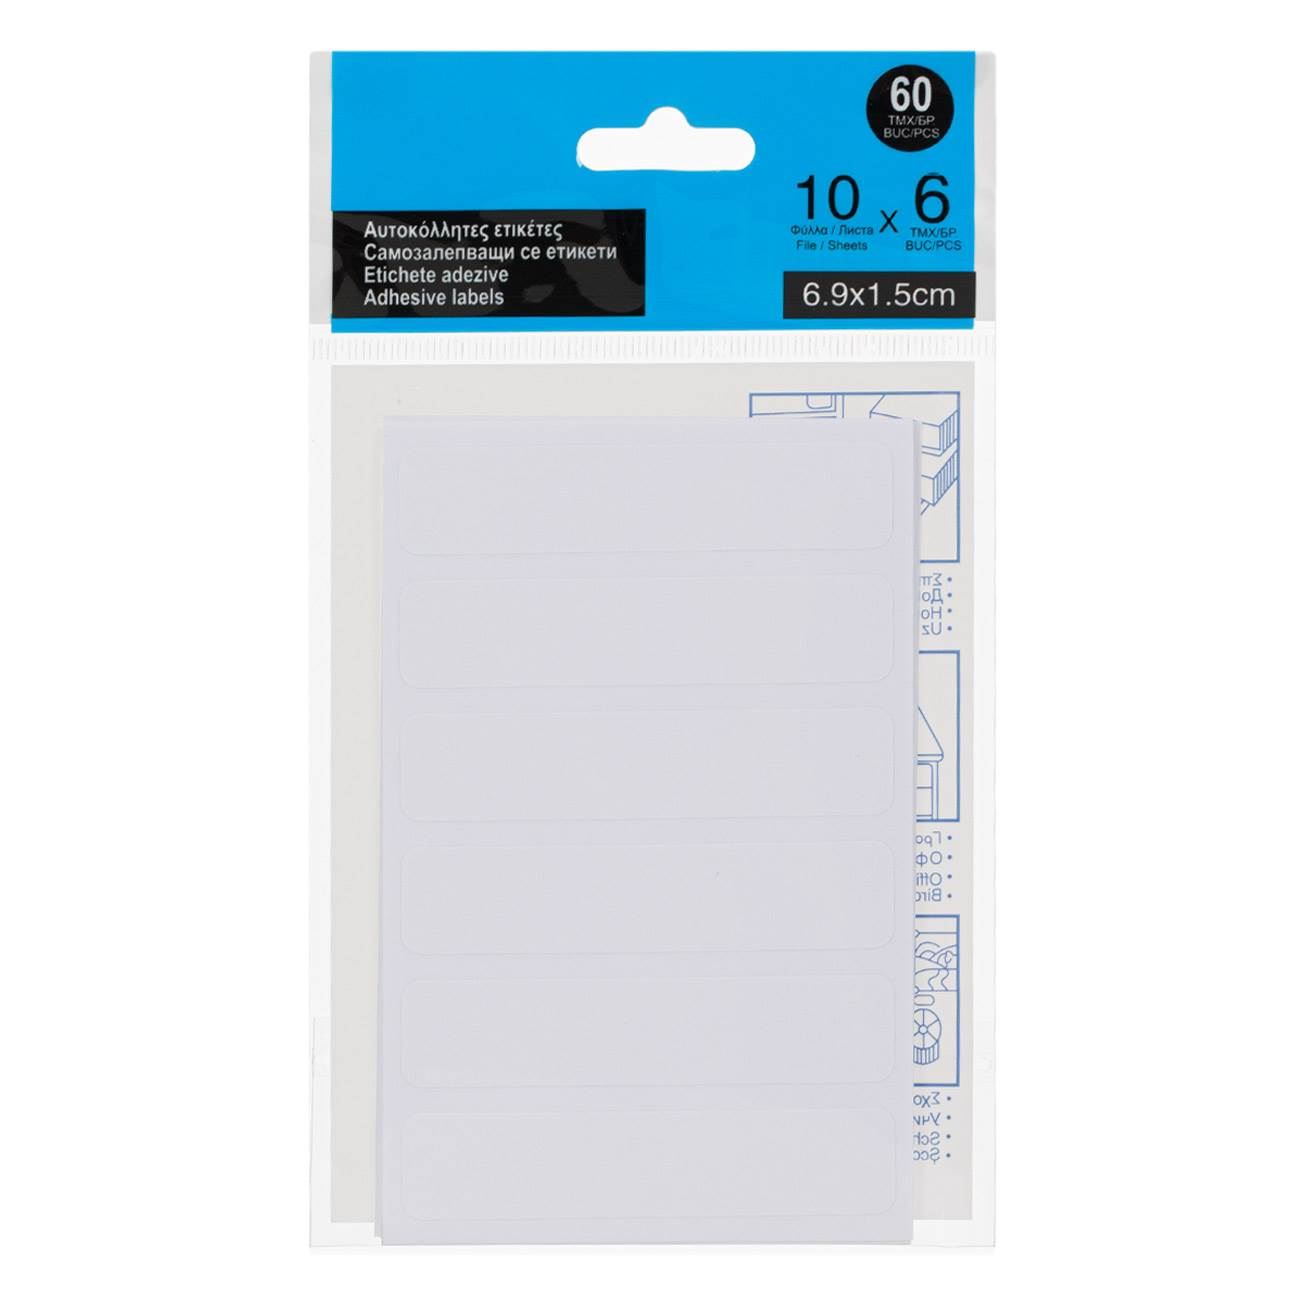 60
ΤΜΧ/БР.
BUC/PCS
10 x 6
Φύλλα / Листа
File / Sheets
ΤΜΧ/БР.
BUC/PCS
Αυτοκόλλητες ετικέτες
Самозалепващи се етикети
Etichete adezive
Adhesive labels
6.9x1.5cm